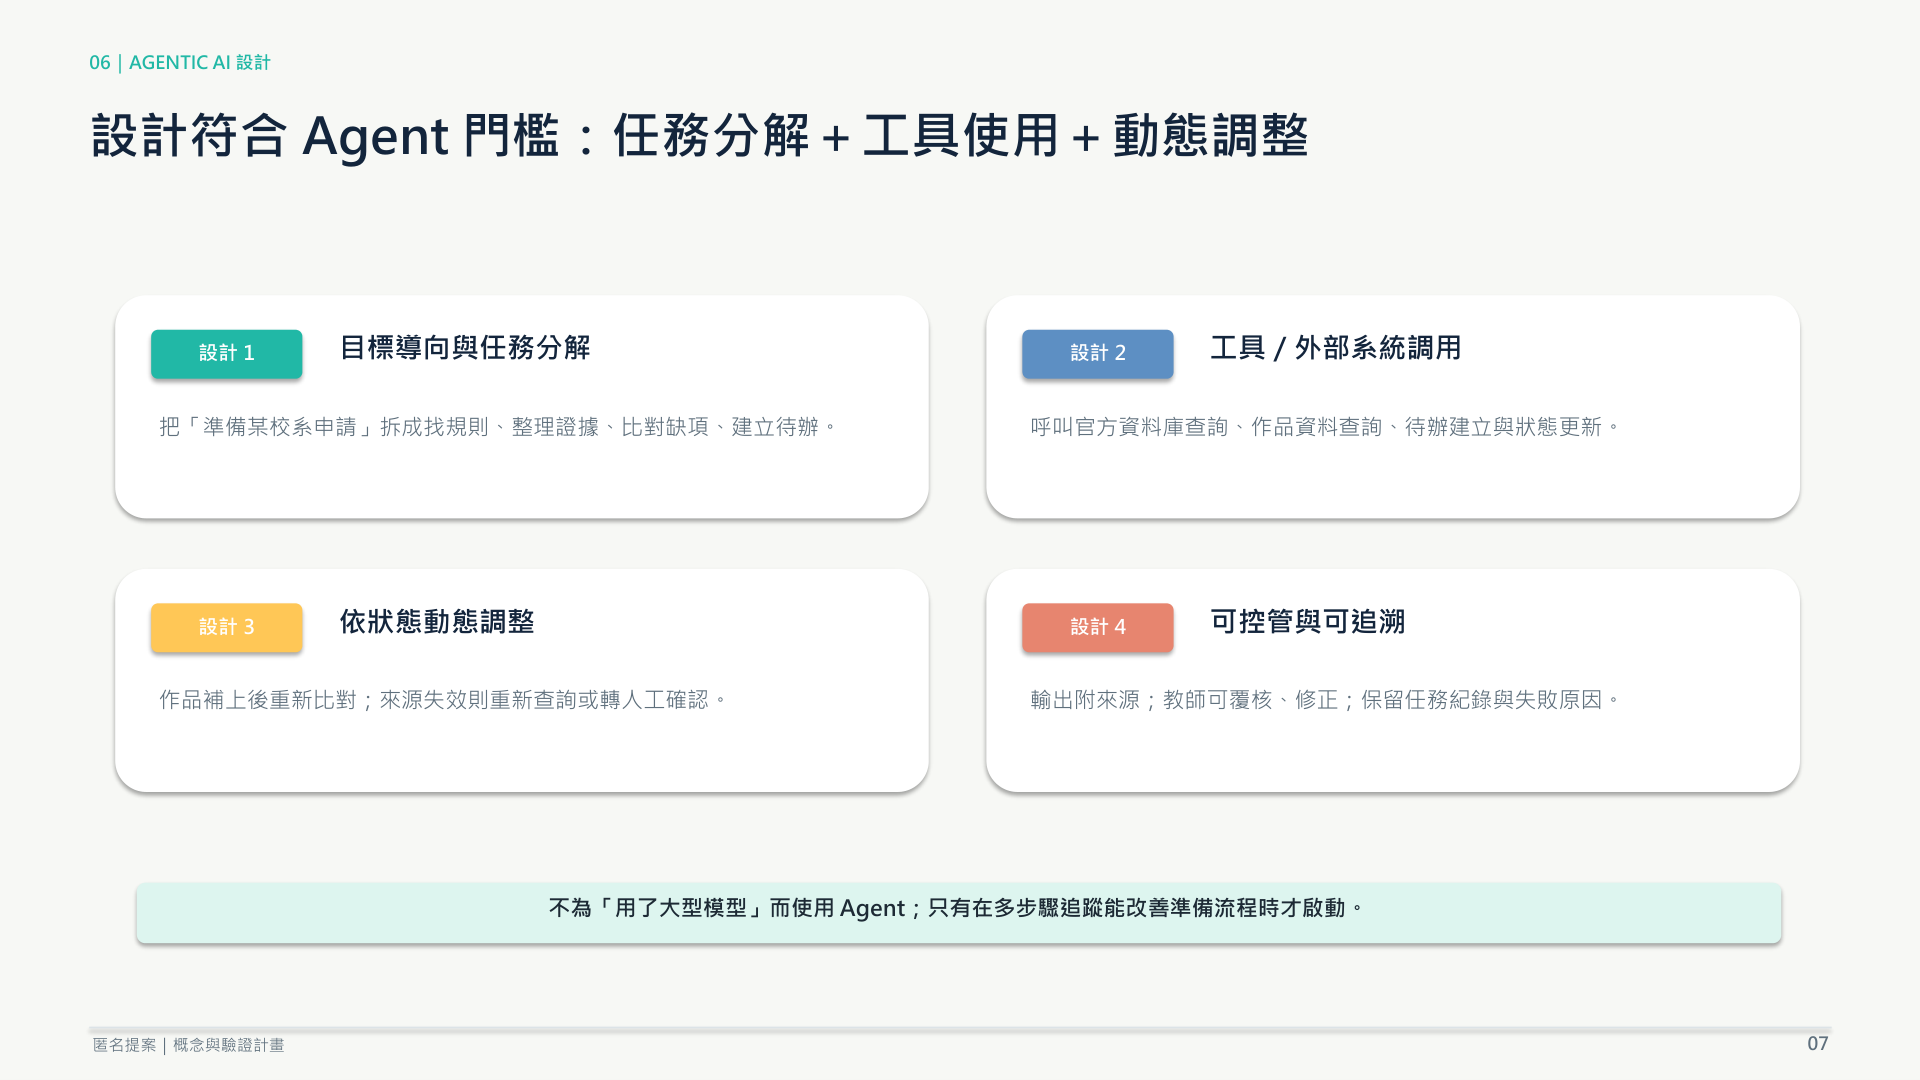 06｜AGENTIC AI 設計
設計符合 Agent 門檻：任務分解＋工具使用＋動態調整
設計 1
目標導向與任務分解
把「準備某校系申請」拆成找規則、整理證據、比對缺項、建立待辦。
設計 2
工具 / 外部系統調用
呼叫官方資料庫查詢、作品資料查詢、待辦建立與狀態更新。
設計 3
依狀態動態調整
作品補上後重新比對；來源失效則重新查詢或轉人工確認。
設計 4
可控管與可追溯
輸出附來源；教師可覆核、修正；保留任務紀錄與失敗原因。
不為「用了大型模型」而使用 Agent；只有在多步驟追蹤能改善準備流程時才啟動。
匿名提案｜概念與驗證計畫
07